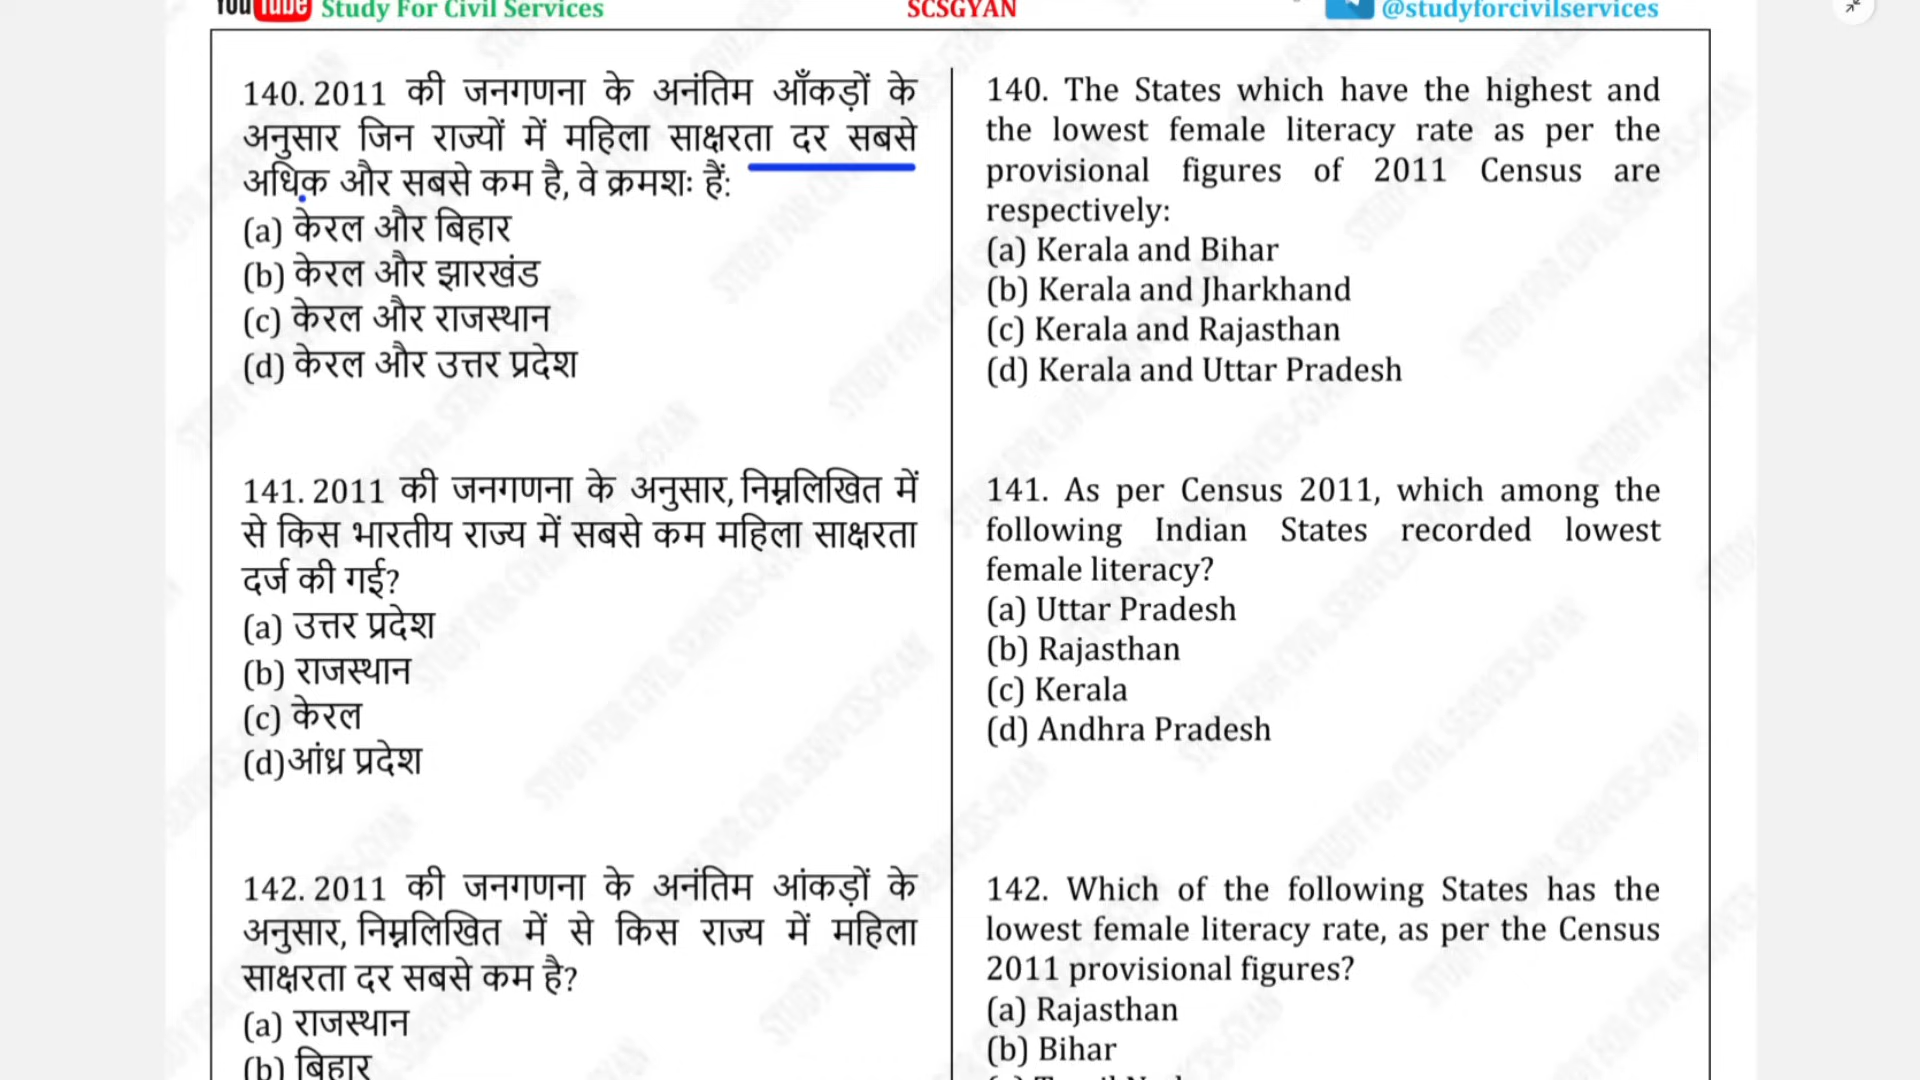 YouTube Study For Civil Services
SCSGYAN
@studyforcivilservices
140. 2011 की जनगणना के अनंतिम आँकड़ों के
अनुसार जिन राज्यों में महिला साक्षरता दर सबसे
अधिक और सबसे कम है, वे क्रमशः हैं:
(a) केरल और बिहार
(b) केरल और झारखंड
(c) केरल और राजस्थान
(d) केरल और उत्तर प्रदेश
141. 2011 की जनगणना के अनुसार, निम्नलिखित में
से किस भारतीय राज्य में सबसे कम महिला साक्षरता
दर्ज की गई?
(a) उत्तर प्रदेश
(b) राजस्थान
(c) केरल
(d)आंध्र प्रदेश
142. 2011 की जनगणना के अनंतिम आंकड़ों के
अनुसार, निम्नलिखित में से किस राज्य में महिला
साक्षरता दर सबसे कम है?
(a) राजस्थान
(b) बिहार
140. The States which have the highest and
the lowest female literacy rate as per the
provisional figures of 2011 Census are
respectively:
(a) Kerala and Bihar
(b) Kerala and Jharkhand
(c) Kerala and Rajasthan
(d) Kerala and Uttar Pradesh
141. As per Census 2011, which among the
following Indian States recorded lowest
female literacy?
(a) Uttar Pradesh
(b) Rajasthan
(c) Kerala
(d) Andhra Pradesh
142. Which of the following States has the
lowest female literacy rate, as per the Census
2011 provisional figures?
(a) Rajasthan
(b) Bihar